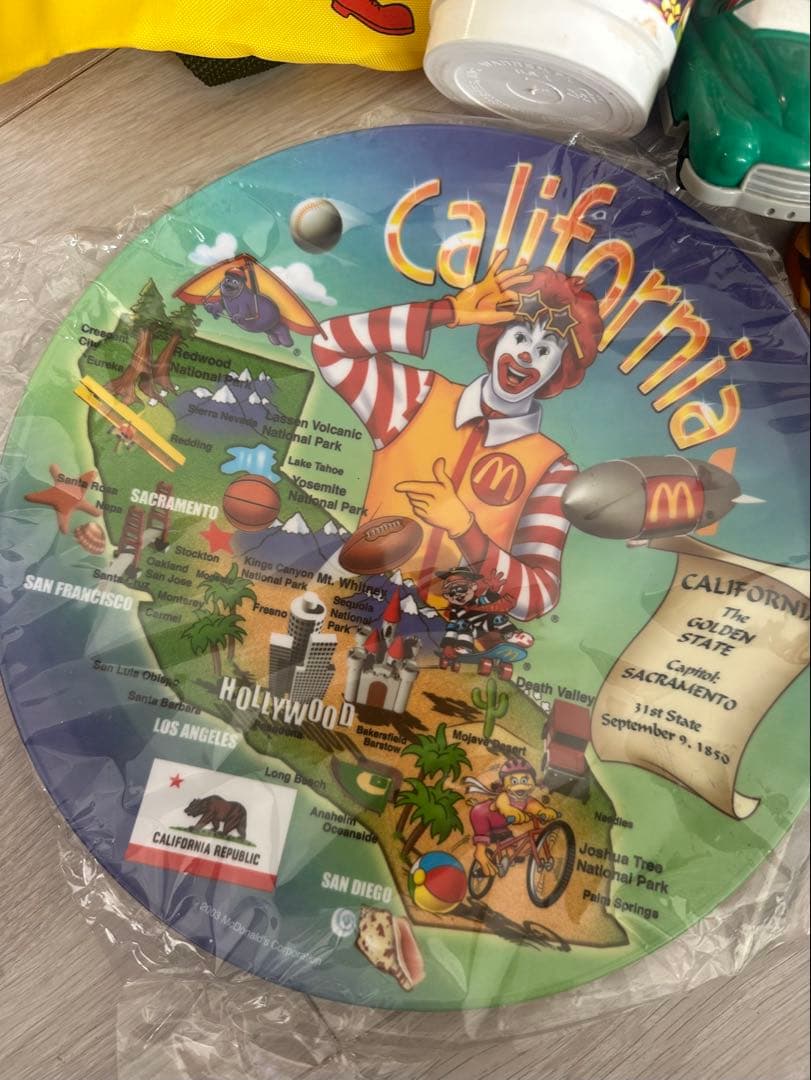 California
Crescent
City
Eureka
Redwood
National Park
Sierra Nevada
Lassen Volcanic
National Park
Redding
Lake Tahoe
Yosemite
National Park
Santa Rosa
Napa
SACRAMENTO
Stockton
Oakland
San Jose
Santa Cruz
Monterey
Carmel
SAN FRANCISCO
Kings Canyon
National Park
Mt. Whitney
Sequoia
National
Park
Fresno
CALIFORN
The
GOLDEN
STATE
Capitol:
SACRAMENTO
31st State
September 9, 1850
Death Valley
San Luis Obispo
Santa Barbara
HOLLYWOOD
LOS ANGELES
Bakersfield
Barstow
Mojave Desert
Long Beach
Anaheim
Oceanside
Needles
Joshua Tree
National Park
Palm Springs
CALIFORNIA REPUBLIC
SAN DIEGO
2003 McDonald's Corporation